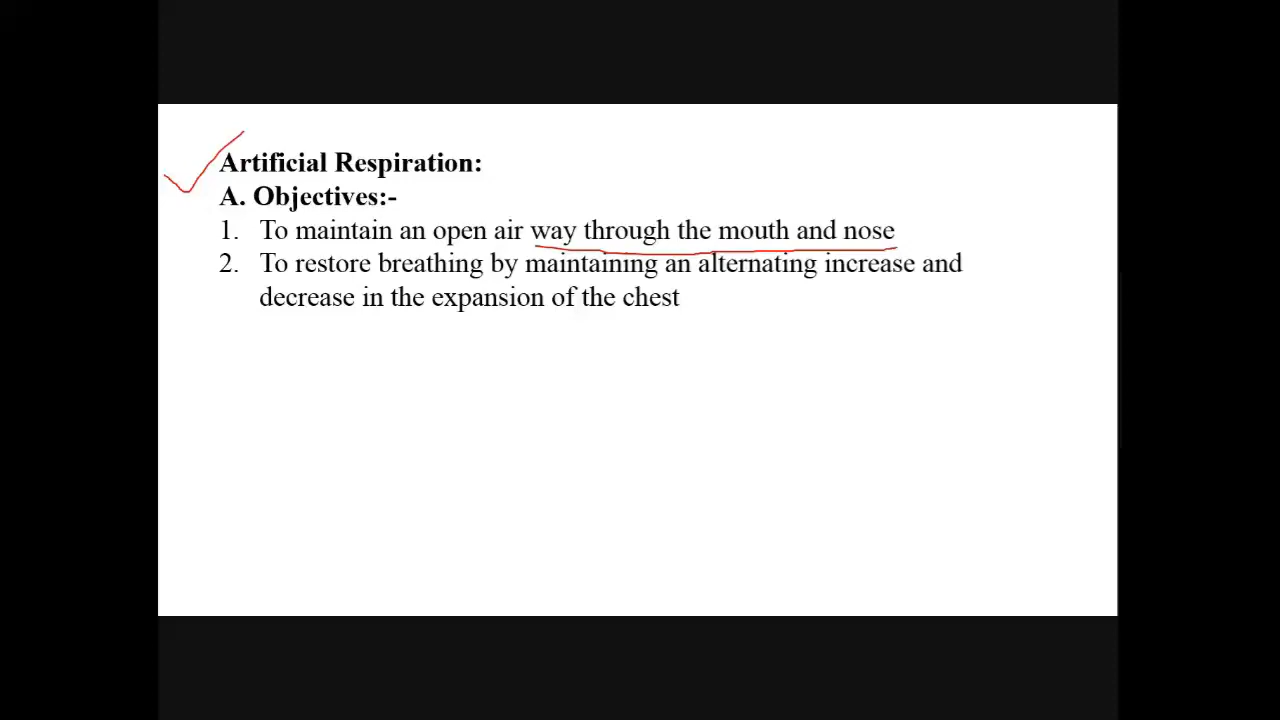 Artificial Respiration:
A. Objectives:-
1. To maintain an open air way through the mouth and nose
2. To restore breathing by maintaining an alternating increase and
decrease in the expansion of the chest